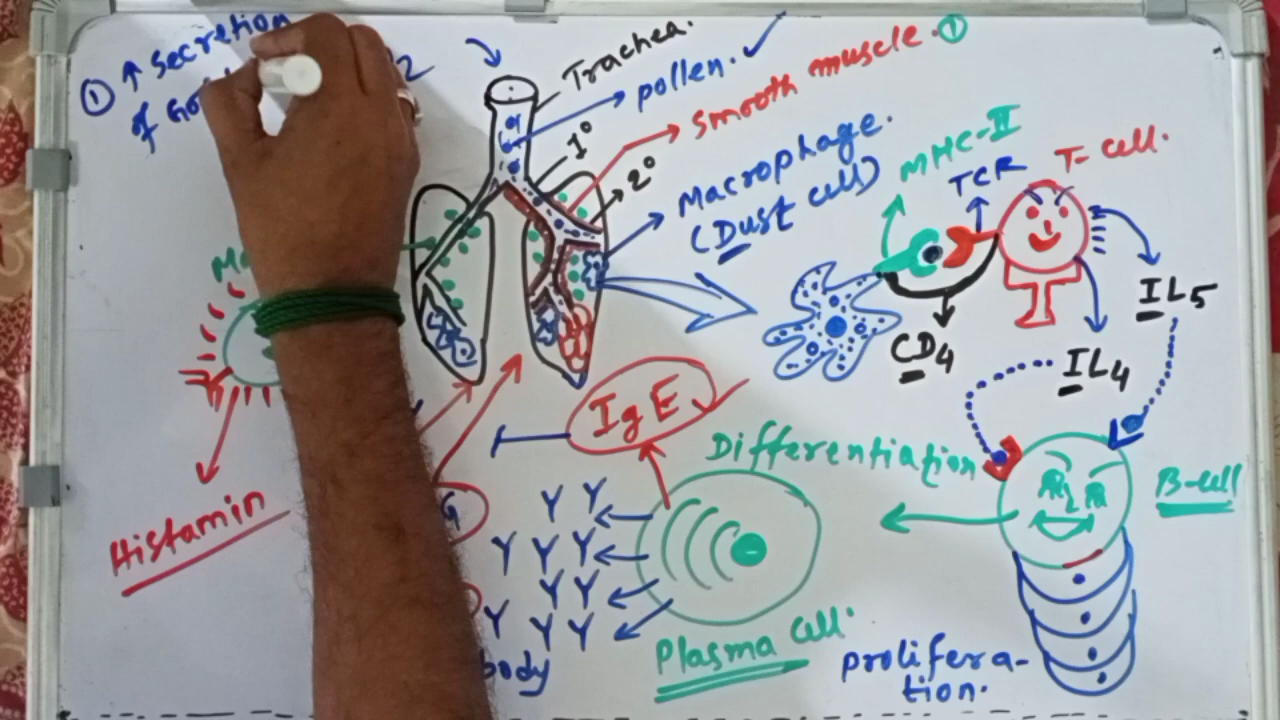 ① ↑ secretion
of
2
Trachea.
pollen. ✓
smooth muscle. ①
1°
2°
Macrophage.
(Dust cell)
MHC-II
TCR
T-cell.
CD4
IL5
IL4
IgE
Differentiation
B-cell
Histamin
G
Y Y
Y Y Y
Y Y
Y Y Y
body
Plasma cell.
prolifera-
tion.